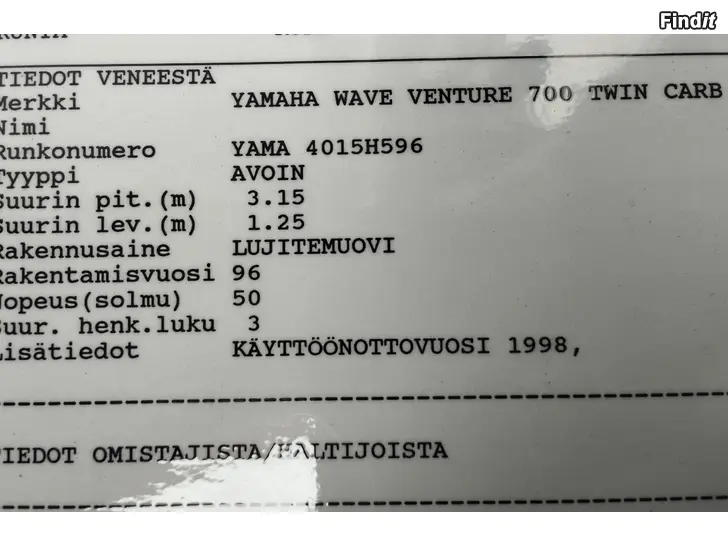 Findit
TIEDOT VENEESTÄ
Merkki YAMAHA WAVE VENTURE 700 TWIN CARB
Nimi
Runkonumero YAMA 4015H596
Tyyppi AVOIN
Suurin pit.(m) 3.15
Suurin lev.(m) 1.25
Rakennusaine LUJITEMUOVI
Rakentamisvuosi 96
Nopeus(solmu) 50
Suur. henk.luku 3
Lisätiedot KÄYTTÖÖNOTTOVUOSI 1998,
TIEDOT OMISTAJISTA/HALTIJOISTA